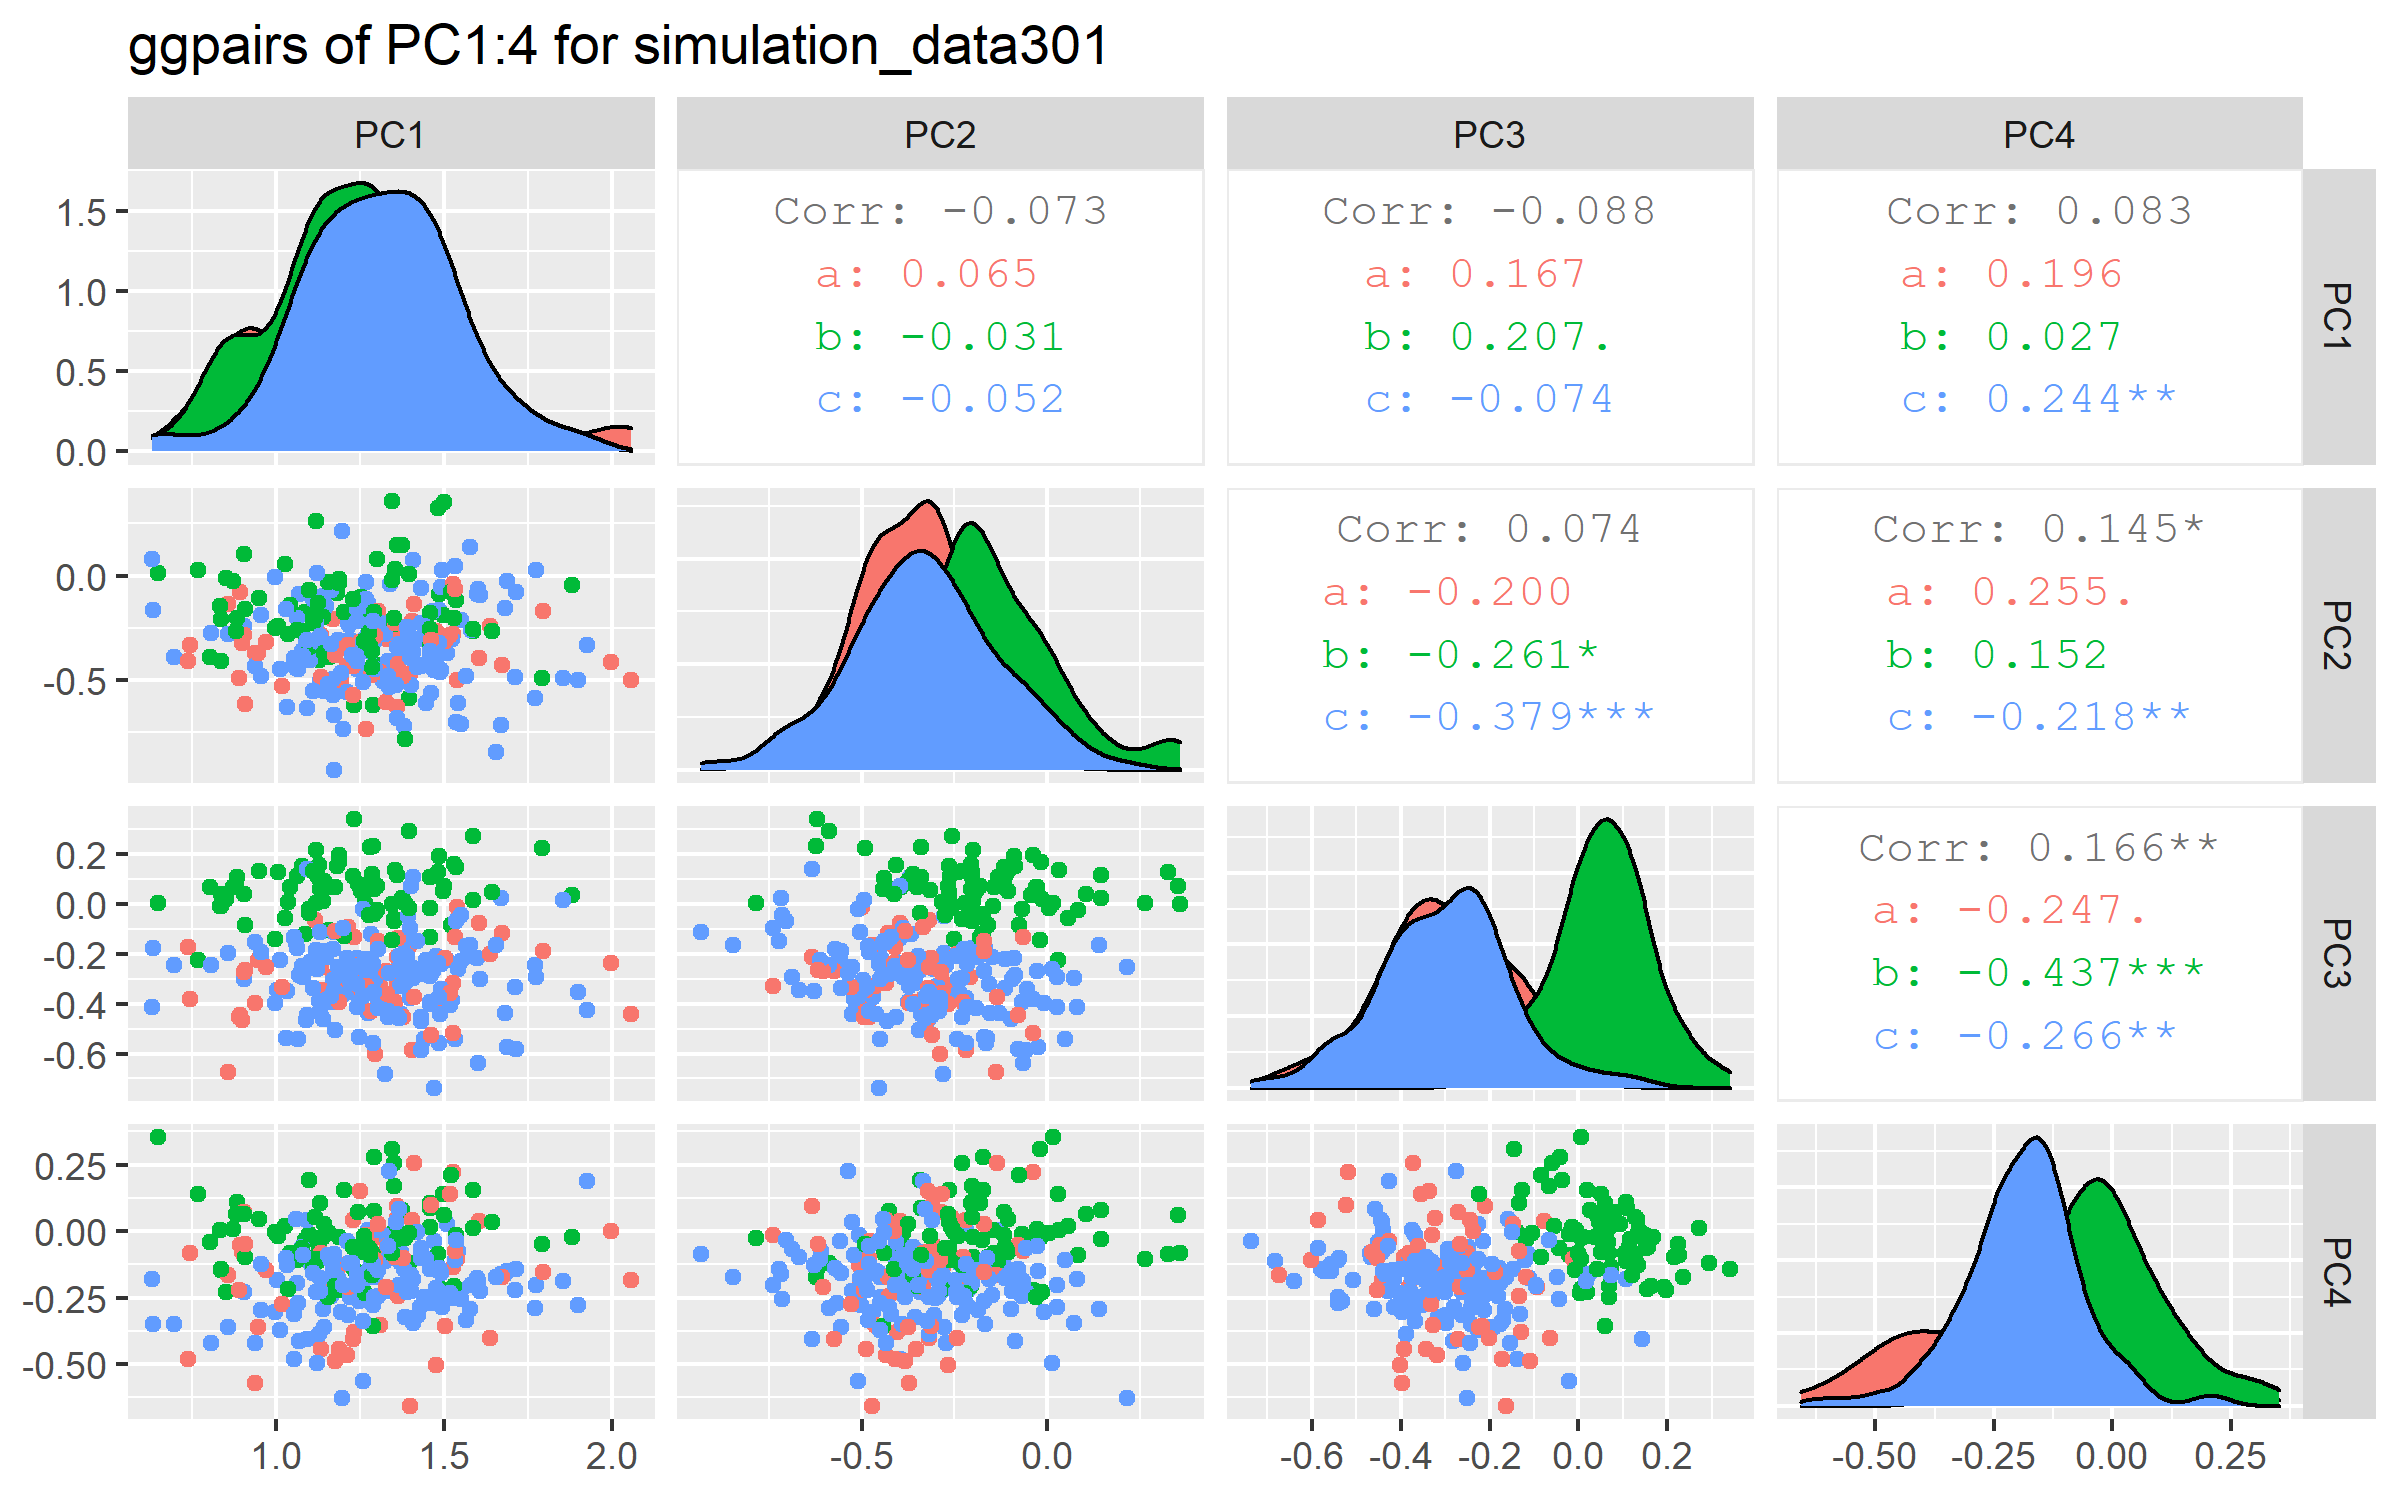 ggpairs of PC1:4 for simulation_data301
PC1 PC2 PC3 PC4
1.5
1.0
0.5
0.0
Corr: -0.073
a: 0.065
b: -0.031
c: -0.052
Corr: -0.088
a: 0.167
b: 0.207.
c: -0.074
Corr: 0.083
a: 0.196
b: 0.027
c: 0.244**
PC1
0.0
-0.5
Corr: 0.074
a: -0.200
b: -0.261*
c: -0.379***
Corr: 0.145*
a: 0.255.
b: 0.152
c: -0.218**
PC2
0.2
0.0
-0.2
-0.4
-0.6
Corr: 0.166**
a: -0.247.
b: -0.437***
c: -0.266**
PC3
0.25
0.00
-0.25
-0.50
PC4
1.0 1.5 2.0 -0.5 0.0 -0.6 -0.4 -0.2 0.0 0.2 -0.50 -0.25 0.00 0.25